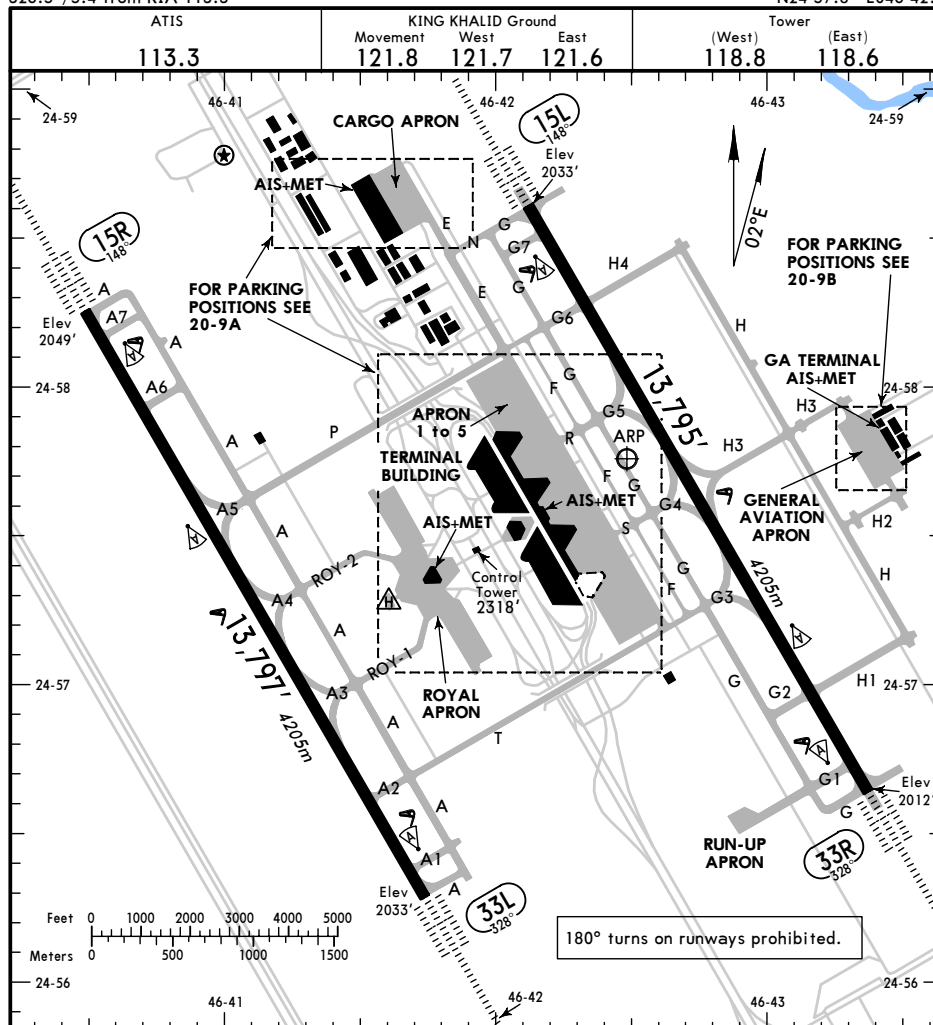 ATIS
113.3
KING KHALID Ground
Movement West East
121.8 121.7 121.6
Tower
(West) (East)
118.8 118.6
46-41
46-42
46-43
24-59
24-59
CARGO APRON
15L
148°
Elev
2033'
AIS+MET
02°E
15R
148°
E
N
G
G7
G
H4
FOR PARKING
POSITIONS SEE
20-9B
A
FOR PARKING
POSITIONS SEE
20-9A
E
G6
H
Elev
2049'
A7
A
GA TERMINAL
AIS+MET
24-58
24-58
A6
G
F
13,795'
H3
APRON
1 to 5
G5
A
P
R
ARP
H3
TERMINAL
BUILDING
F
G
AIS+MET
G4
GENERAL
AVIATION
APRON
A5
AIS+MET
S
H2
A
ROY-2
Control
Tower
2318'
G
F
4205m
H
A4
H
G3
13,797'
A
ROY-1
24-57
24-57
A3
ROYAL
APRON
G
G2
H1
4205m
A
T
A2
A
G1
Elev
2012'
G
RUN-UP
APRON
33R
328°
A1
A
Elev
2033'
33L
328°
Feet 0 1000 2000 3000 4000 5000
Meters 0 500 1000 1500
180° turns on runways prohibited.
24-56
24-56
46-41
46-42
46-43